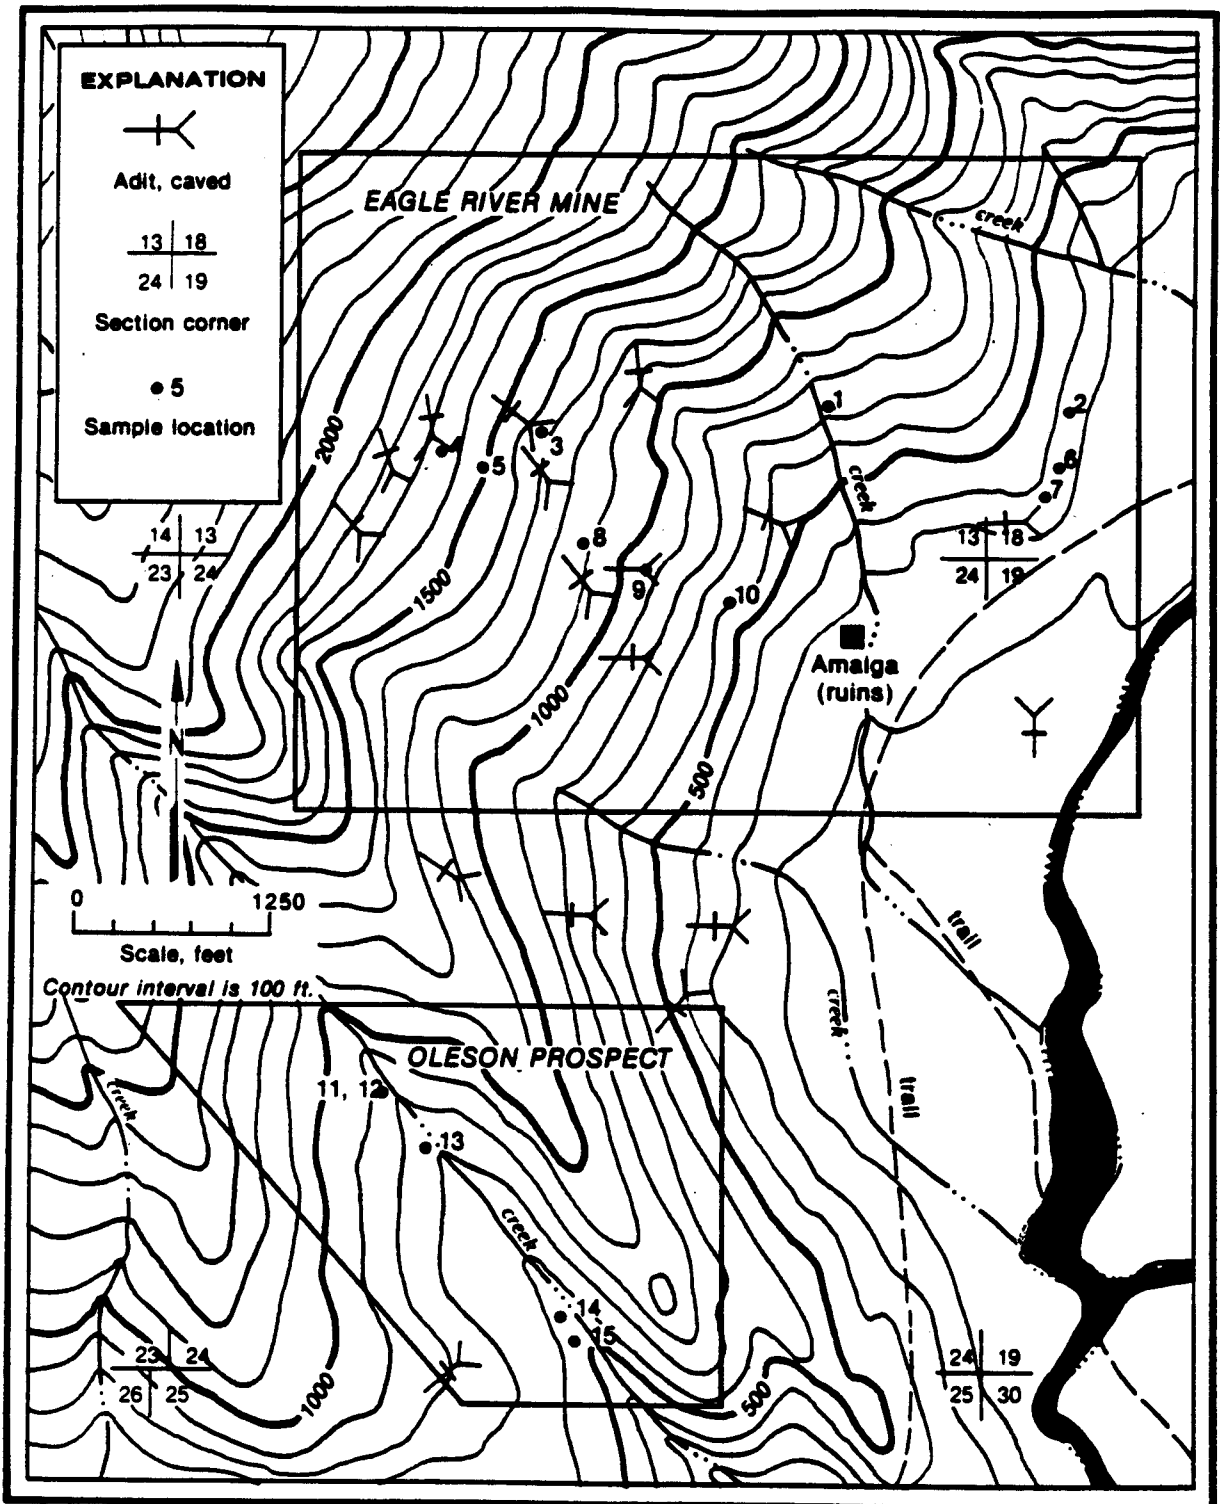 EXPLANATION
Adit, caved
13 18
24 19
Section corner
5
Sample location
EAGLE RIVER MINE
creek
2000
1
2
3
4
5
6
7
creek
14 13
23 24
13 18
24 19
8
9
10
1500
Amalga
(ruins)
1000
500
N
0 1250
Scale, feet
Contour interval is 100 ft.
trail
creek
OLESON PROSPECT
11, 12
creek
trail
13
creek
14
15
23 24
26 25
1000
500
24 19
25 30